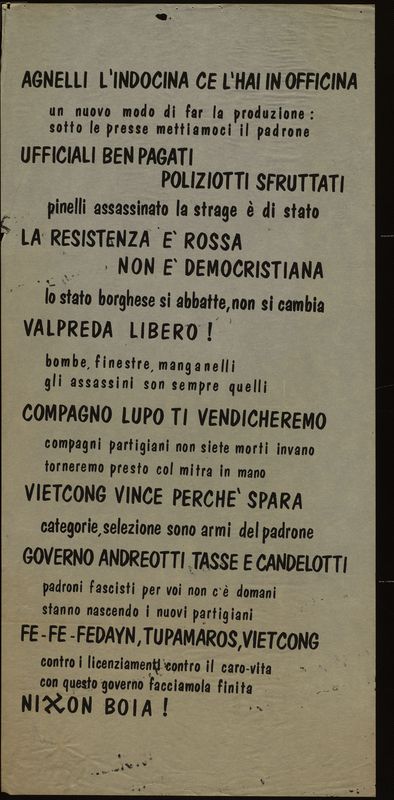 AGNELLI L'INDOCINA CE L'HAI IN OFFICINA
un nuovo modo di far la produzione:
sotto le presse mettiamoci il padrone
UFFICIALI BEN PAGATI
POLIZIOTTI SFRUTTATI
pinelli assassinato la strage è di stato
LA RESISTENZA E' ROSSA
NON E' DEMOCRISTIANA
lo stato borghese si abbatte, non si cambia
VALPREDA LIBERO!
bombe, finestre, manganelli
gli assassini son sempre quelli
COMPAGNO LUPO TI VENDICHEREMO
compagni partigiani non siete morti invano
torneremo presto col mitra in mano
VIETCONG VINCE PERCHE' SPARA
categorie, selezione sono armi del padrone
GOVERNO ANDREOTTI TASSE E CANDELOTTI
padroni fascisti per voi non c'è domani
stanno nascendo i nuovi partigiani
FE-FE-FEDAYN, TUPAMAROS, VIETCONG
contro i licenziamenti contro il caro-vita
con questo governo facciamola finita
NI卐ON BOIA!